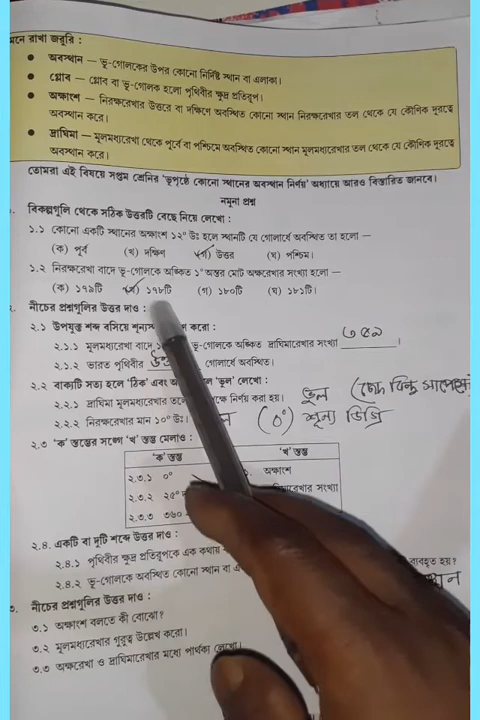 মনে রাখা জরুরি :
● অবস্থান — ভূ-গোলকের উপর কোনো নির্দিষ্ট স্থান বা এলাকা।
● গ্লোব — গ্লোব বা ভূ-গোলক হলো পৃথিবীর ক্ষুদ্র প্রতিরূপ।
● অক্ষাংশ — নিরক্ষরেখার উত্তরে বা দক্ষিণে অবস্থিত কোনো স্থান নিরক্ষরেখার তল থেকে যে কৌণিক দূরত্বে
অবস্থান করে।
● দ্রাঘিমা — মূলমধ্যরেখা থেকে পূর্বে বা পশ্চিমে অবস্থিত কোনো স্থান মূলমধ্যরেখার তল থেকে যে কৌণিক দূরত্বে
অবস্থান করে।
তোমরা এই বিষয়ে সপ্তম শ্রেনির 'ভূপৃষ্ঠে কোনো স্থানের অবস্থান নির্ণয়' অধ্যায়ে আরও বিস্তারিত জানবে।
নমুনা প্রশ্ন
বিকল্পগুলি থেকে সঠিক উত্তরটি বেছে নিয়ে লেখো :
১.১ কোনো একটি স্থানের অক্ষাংশ ১২° উঃ হলে স্থানটি যে গোলার্ধে অবস্থিত তা হলো —
(ক) পূর্ব (খ) দক্ষিণ (গ) উত্তর (ঘ) পশ্চিম।
১.২ নিরক্ষরেখা বাদে ভূ-গোলকে অঙ্কিত ১° অন্তর মোট অক্ষরেখার সংখ্যা হলো —
(ক) ১৭৯টি (খ) ১৭৮টি (গ) ১৮০টি (ঘ) ১৮১টি।
নীচের প্রশ্নগুলির উত্তর দাও :
২.১ উপযুক্ত শব্দ বসিয়ে করো :
২.১.১ মূলমধ্যরেখা বাদে ভূ-গোলকে অঙ্কিত দ্রাঘিমারেখার সংখ্যা ৩৫৯
২.১.২ ভারত পৃথিবীর গোলার্ধে অবস্থিত।
২.২ বাক্যটি সত্য হলে 'ঠিক' এবং 'ভুল' লেখো :
২.২.১ দ্রাঘিমা মূলমধ্যরেখার নির্ণয় করা হয়। ভুল
২.২.২ নিরক্ষরেখার মান ১০° উঃ। (০°) শূন্য ডিগ্রি
২.৩ 'ক' স্তম্ভের সঙ্গে 'খ' স্তম্ভ মেলাও :
'ক' স্তম্ভ 'খ' স্তম্ভ
২.৩.১ ০° অক্ষাংশ
২.৩.২ ২৫° সংখ্যা
২.৩.৩ ৩৬০
২.৪. একটি বা দুটি শব্দে উত্তর দাও :
২.৪.১ পৃথিবীর ক্ষুদ্র প্রতিরূপকে এক কথায় ব্যবহৃত হয়?
২.৪.২ ভূ-গোলকে অবস্থিত কোনো স্থান বা
নীচের প্রশ্নগুলির উত্তর দাও :
৩.১ অক্ষাংশ বলতে কী বোঝো?
৩.২ মূলমধ্যরেখার গুরুত্ব উল্লেখ করো।
৩.৩ অক্ষরেখা ও দ্রাঘিমারেখার মধ্যে পার্থক্য লেখো।